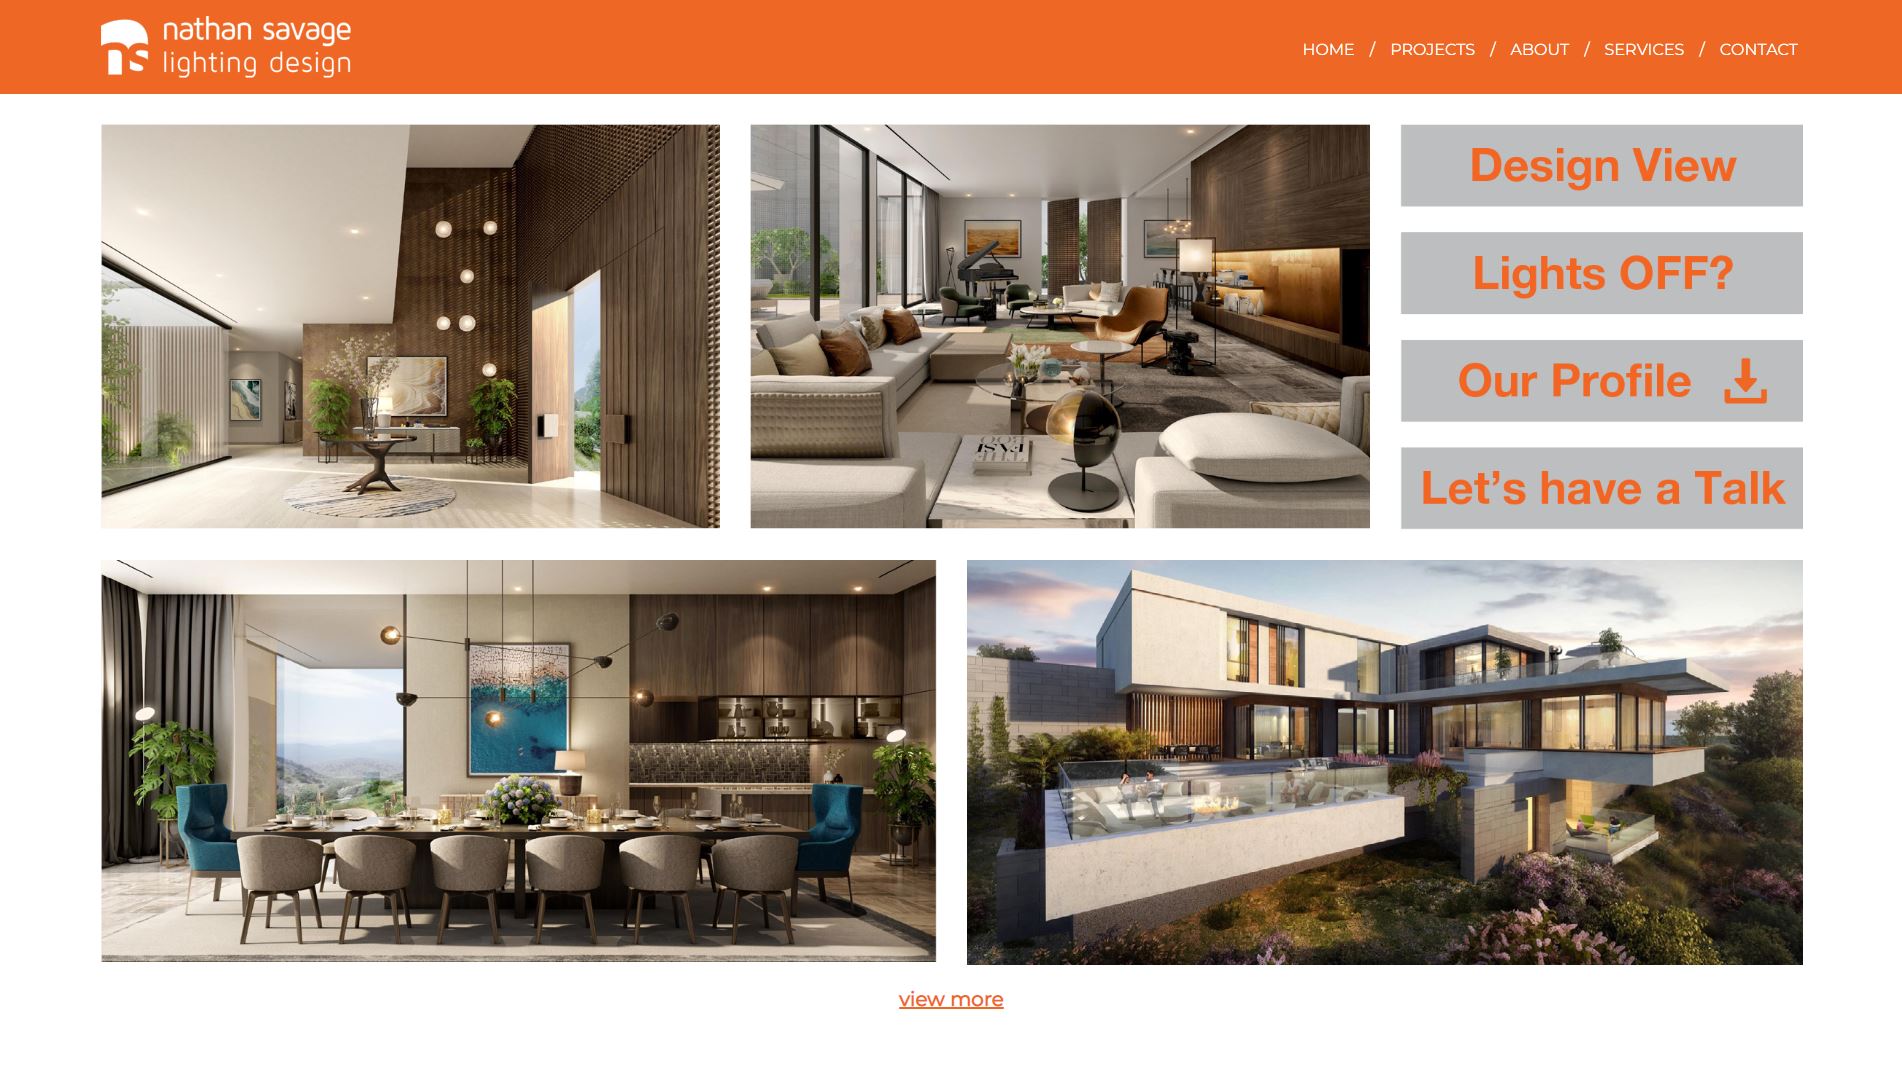 nathan savage
lighting design
HOME / PROJECTS / ABOUT / SERVICES / CONTACT
Design View
Lights OFF?
Our Profile
Let's have a Talk
view more